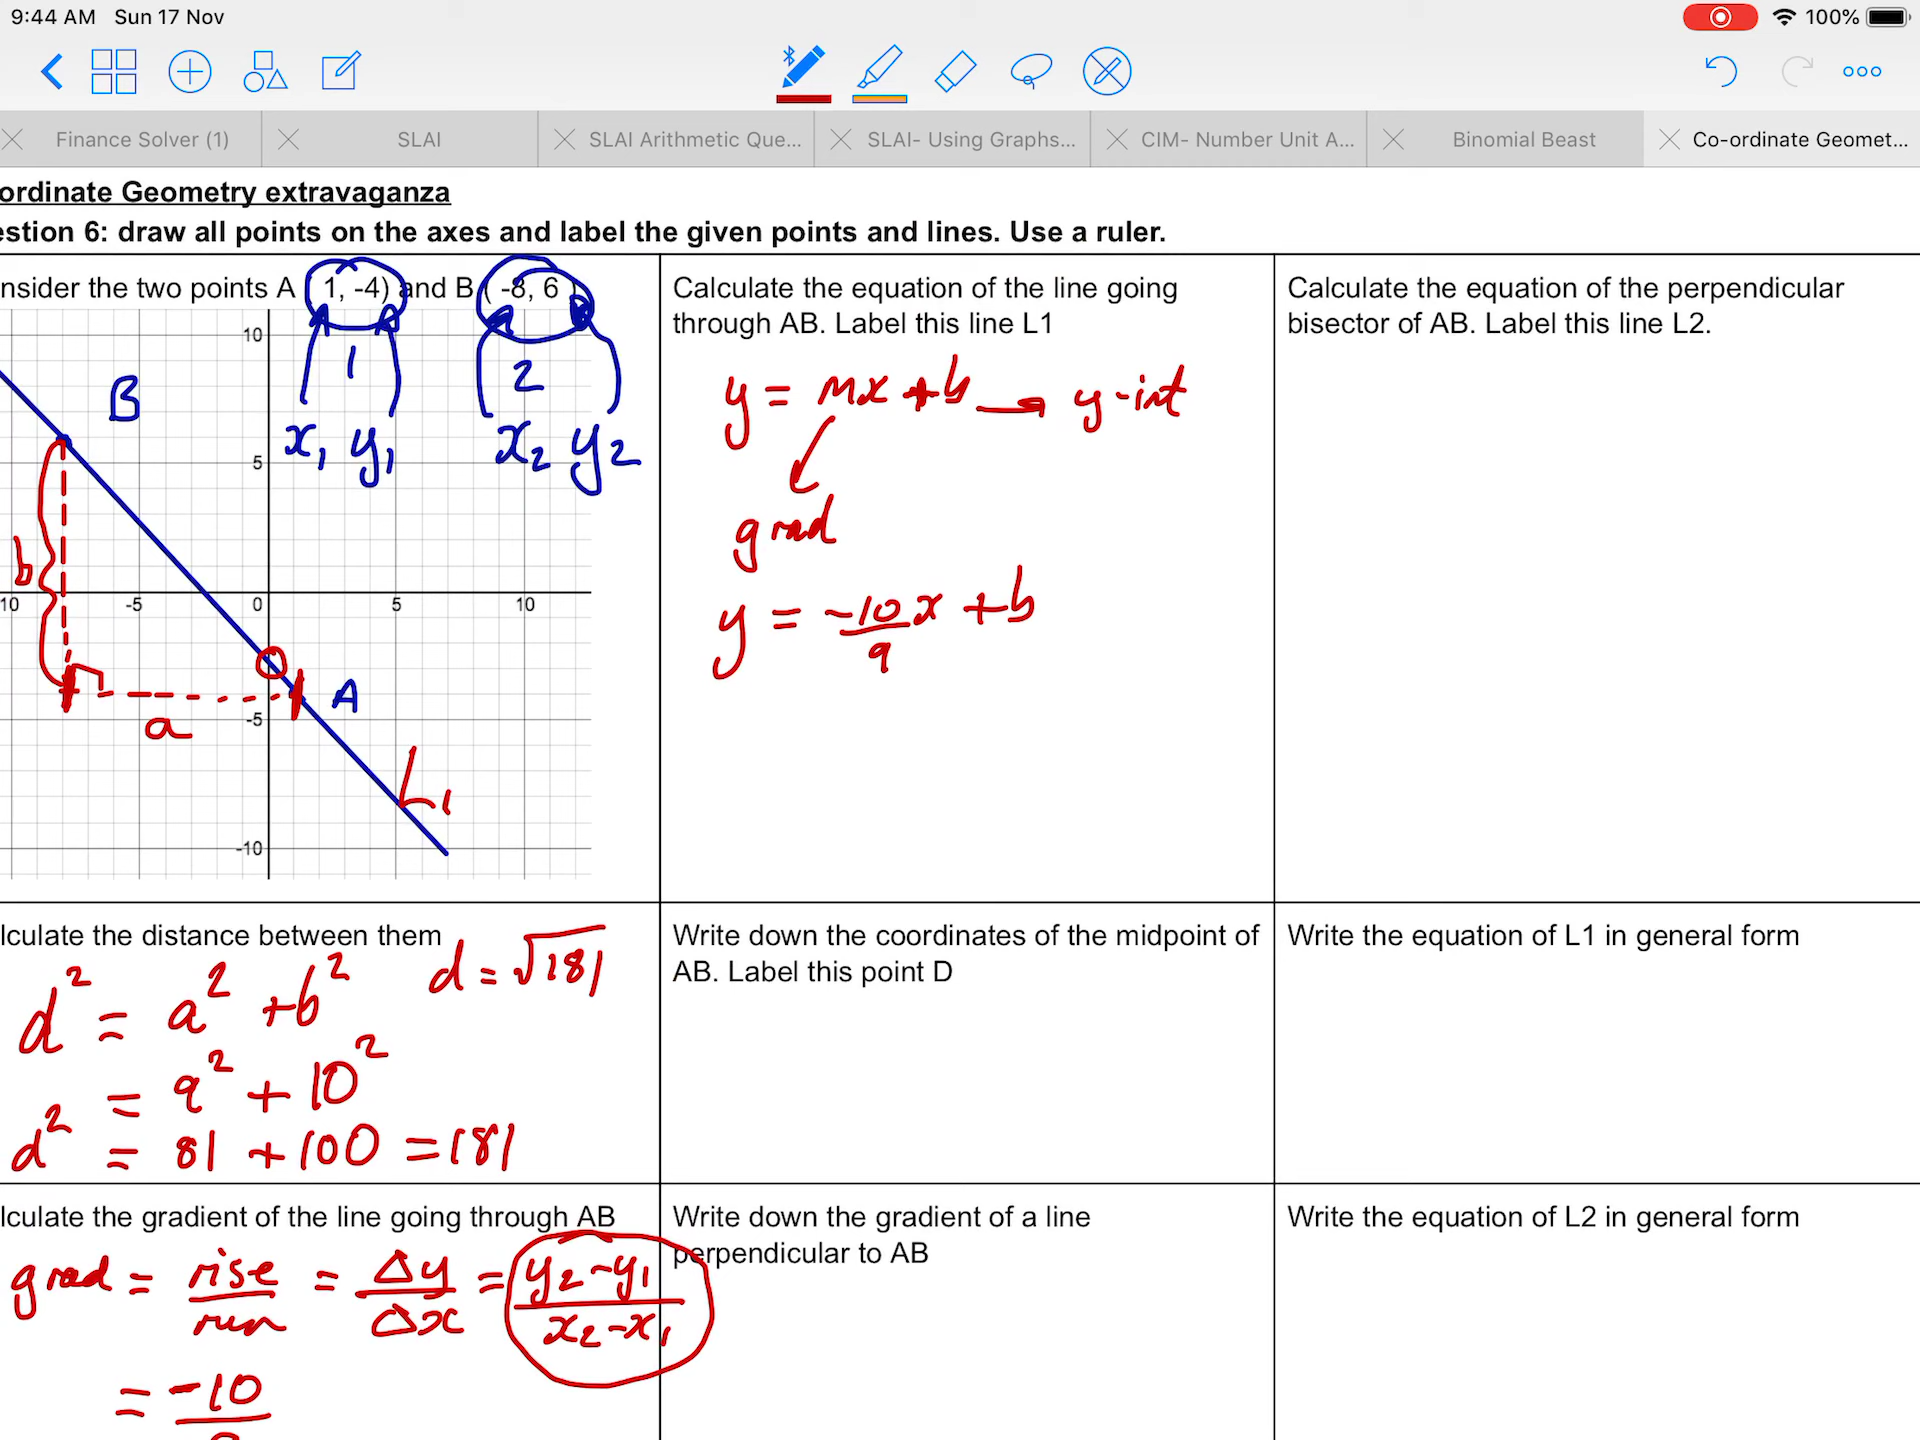 9:44 AM Sun 17 Nov 100%
Finance Solver (1) SLAI SLAI Arithmetic Que... SLAI- Using Graphs... CIM- Number Unit A... Binomial Beast Co-ordinate Geomet...
ordinate Geometry extravaganza
estion 6: draw all points on the axes and label the given points and lines. Use a ruler.
nsider the two points A ( 1, -4) and B ( -8, 6 )
1 2
x₁ y₁ x₂ y₂
B
b
a
A
L₁
10
5
10 -5 0 5 10
-5
-10
Calculate the equation of the line going
through AB. Label this line L1
y = mx + b → y-int
grad
y = -10/9 x + b
Calculate the equation of the perpendicular
bisector of AB. Label this line L2.
lculate the distance between them
d = √181
d² = a² + b²
= 9² + 10²
d² = 81 + 100 = 181
Write down the coordinates of the midpoint of
AB. Label this point D
Write the equation of L1 in general form
lculate the gradient of the line going through AB
grad = rise/run = Δy/Δx = y₂-y₁/x₂-x₁
= -10
Write down the gradient of a line
perpendicular to AB
Write the equation of L2 in general form